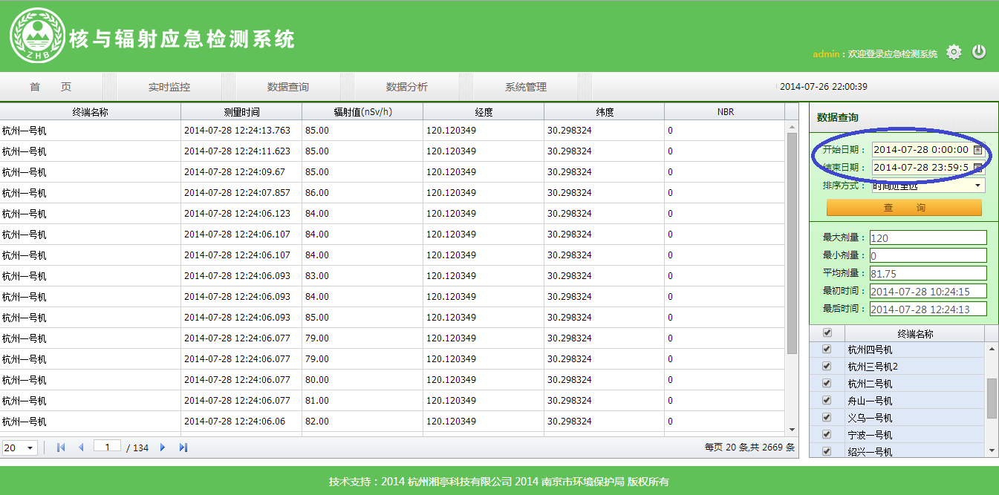 核与辐射应急检测系统
ZHB
admin：欢迎登录应急检测系统
首 页 实时监控 数据查询 数据分析 系统管理 2014-07-26 22:00:39
终端名称 测量时间 辐射值(nSv/h) 经度 纬度 NBR
杭州一号机 2014-07-28 12:24:13.763 85.00 120.120349 30.298324 0
杭州一号机 2014-07-28 12:24:11.623 85.00 120.120349 30.298324 0
杭州一号机 2014-07-28 12:24:09.67 85.00 120.120349 30.298324 0
杭州一号机 2014-07-28 12:24:07.857 86.00 120.120349 30.298324 0
杭州一号机 2014-07-28 12:24:06.123 84.00 120.120349 30.298324 0
杭州一号机 2014-07-28 12:24:06.107 84.00 120.120349 30.298324 0
杭州一号机 2014-07-28 12:24:06.107 84.00 120.120349 30.298324 0
杭州一号机 2014-07-28 12:24:06.093 83.00 120.120349 30.298324 0
杭州一号机 2014-07-28 12:24:06.093 84.00 120.120349 30.298324 0
杭州一号机 2014-07-28 12:24:06.093 85.00 120.120349 30.298324 0
杭州一号机 2014-07-28 12:24:06.077 79.00 120.120349 30.298324 0
杭州一号机 2014-07-28 12:24:06.077 79.00 120.120349 30.298324 0
杭州一号机 2014-07-28 12:24:06.077 80.00 120.120349 30.298324 0
杭州一号机 2014-07-28 12:24:06.077 81.00 120.120349 30.298324 0
杭州一号机 2014-07-28 12:24:06.06 82.00 120.120349 30.298324 0
20 1 / 134 每页 20 条,共 2669 条
数据查询
开始日期： 2014-07-28 0:00:00
结束日期： 2014-07-28 23:59:5
排序方式： 时间近至远
查 询
最大剂量： 120
最小剂量： 0
平均剂量： 81.75
最初时间： 2014-07-28 10:24:15
最后时间： 2014-07-28 12:24:13
终端名称
杭州四号机
杭州三号机2
杭州二号机
舟山一号机
义乌一号机
宁波一号机
绍兴一号机
技术支持：2014 杭州湘亭科技有限公司 2014 南京市环境保护局 版权所有